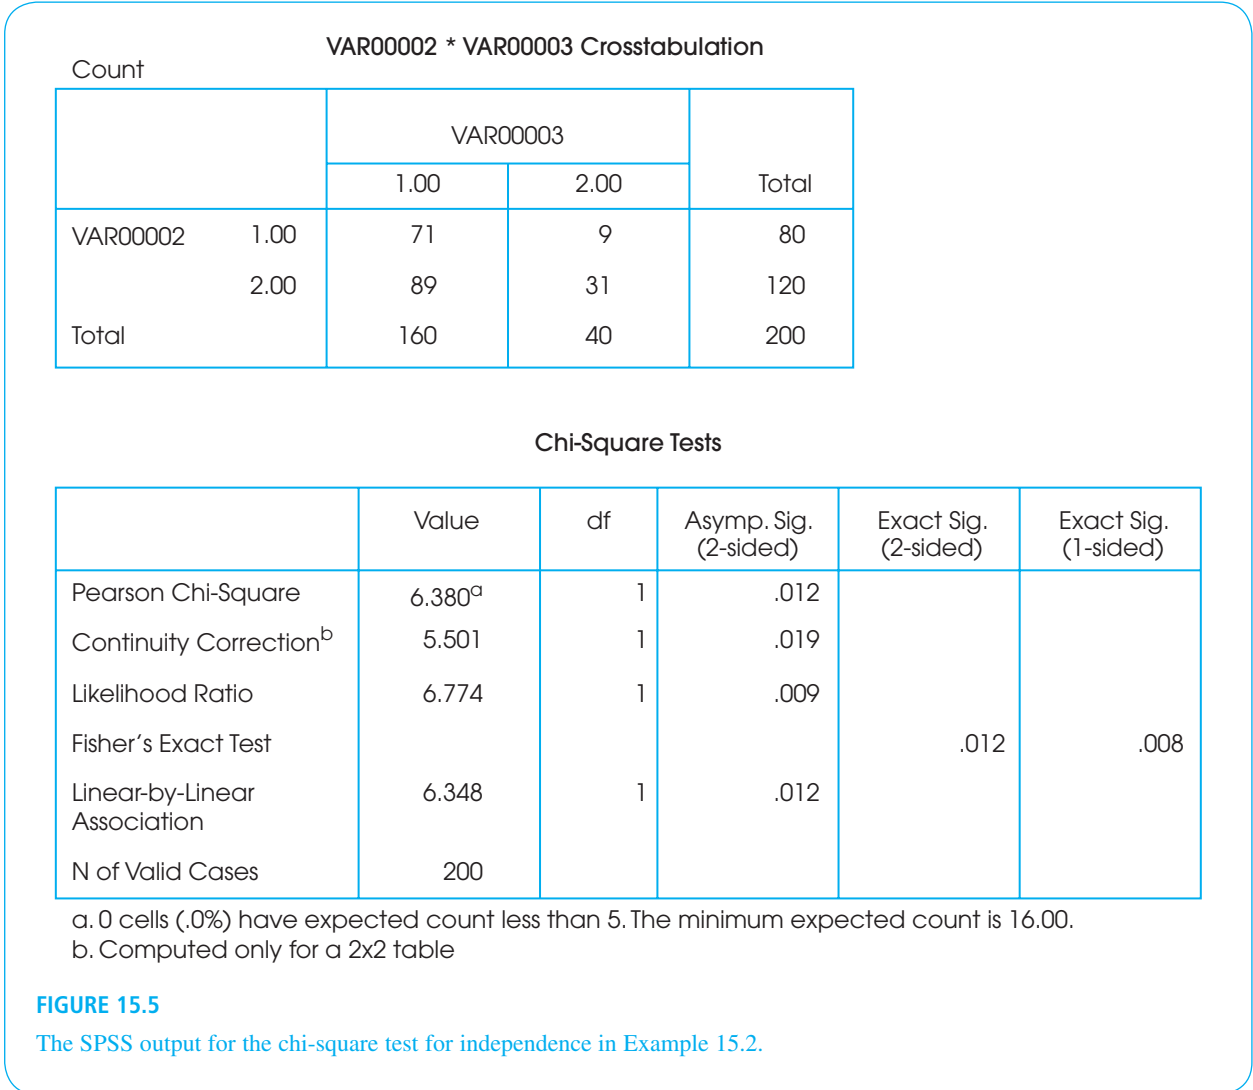 VAR00002 * VAR00003 Crosstabulation
Count
VAR00003
1.00 2.00 Total
VAR00002 1.00 71 9 80
2.00 89 31 120
Total 160 40 200
Chi-Square Tests
Value df Asymp. Sig. (2-sided) Exact Sig. (2-sided) Exact Sig. (1-sided)
Pearson Chi-Square 6.380a 1 .012
Continuity Correctionb 5.501 1 .019
Likelihood Ratio 6.774 1 .009
Fisher's Exact Test .012 .008
Linear-by-Linear Association 6.348 1 .012
N of Valid Cases 200
a. 0 cells (.0%) have expected count less than 5. The minimum expected count is 16.00.
b. Computed only for a 2x2 table
FIGURE 15.5
The SPSS output for the chi-square test for independence in Example 15.2.